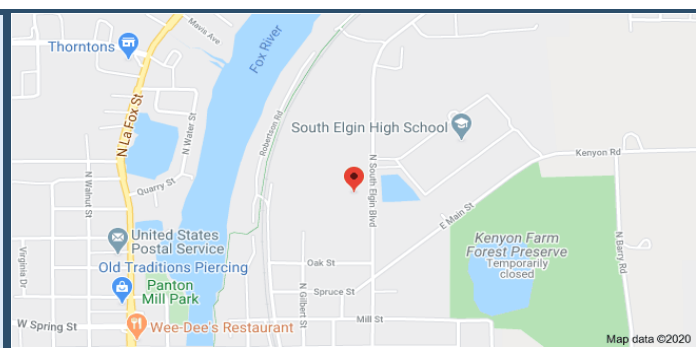 Mavis Ave
Thorntons
Fox River
N La Fox St
N Water St
Robertson Rd
South Elgin High School
N South Elgin Blvd
Kenyon Rd
Quarry St
N Walnut St
E Main St
United States
Postal Service
Kenyon Farm
Forest Preserve
Temporarily
closed
N Barry Rd
Virginia Dr
Old Traditions Piercing
Oak St
Panton
Mill Park
N Gilbert St
Spruce St
Mill St
W Spring St
Wee-Dee's Restaurant
Map data ©2020